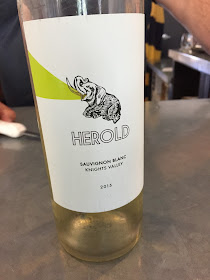 HEROLD
SAUVIGNON BLANC
KNIGHTS VALLEY
2015